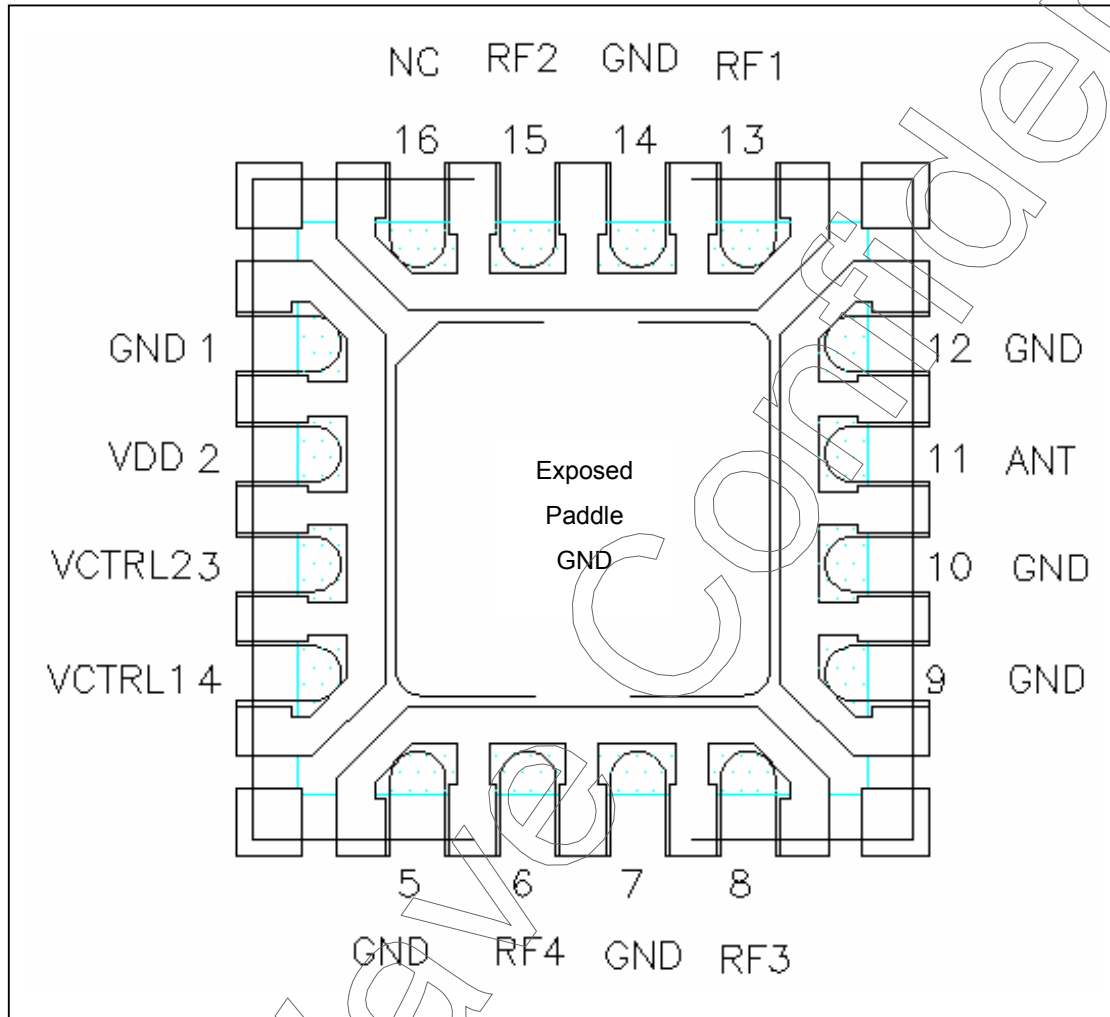 NC RF2 GND RF1
16 15 14 13
GND 1
VDD 2
VCTRL2 3
VCTRL1 4
Exposed
Paddle
GND
12 GND
11 ANT
10 GND
9 GND
5 6 7 8
GND RF4 GND RF3